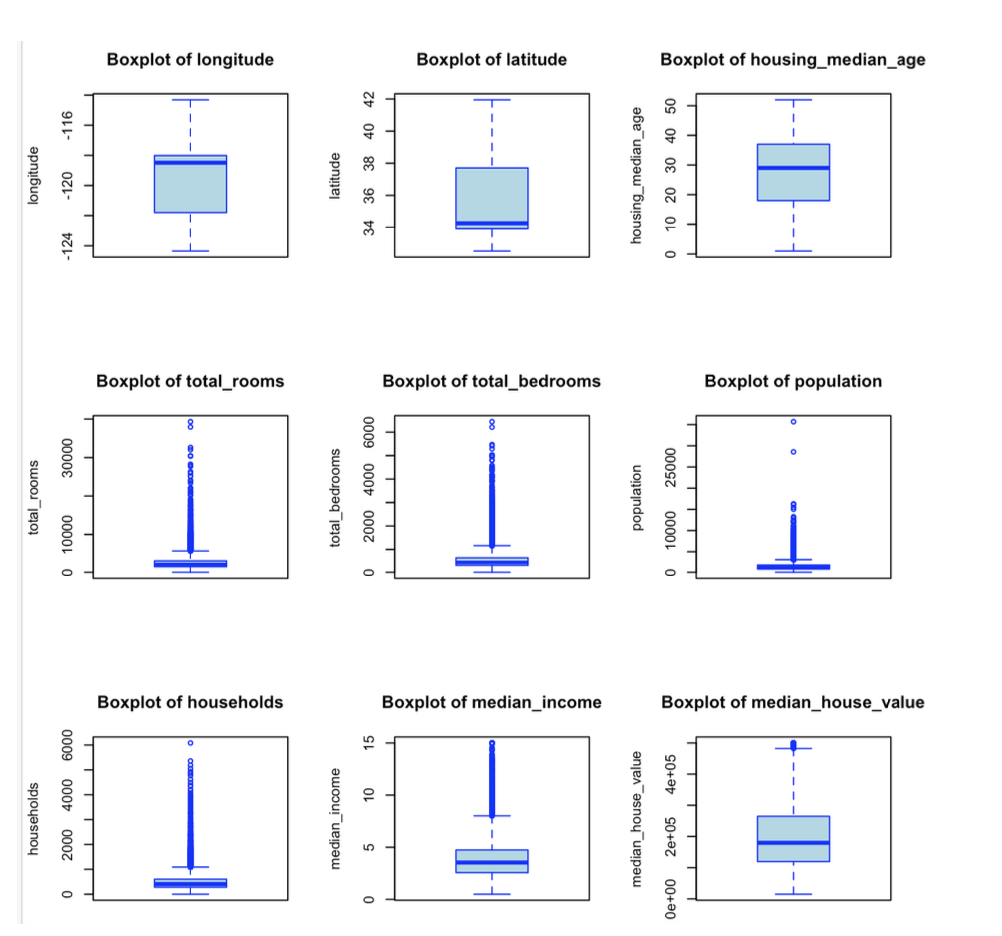 Boxplot of longitude
longitude
-116
-120
-124
Boxplot of latitude
latitude
42
40
38
36
34
Boxplot of housing_median_age
housing_median_age
50
40
30
20
10
0
Boxplot of total_rooms
total_rooms
30000
10000
0
Boxplot of total_bedrooms
total_bedrooms
6000
4000
2000
0
Boxplot of population
population
25000
10000
0
Boxplot of households
households
6000
4000
2000
0
Boxplot of median_income
median_income
15
10
5
0
Boxplot of median_house_value
median_house_value
4e+05
2e+05
0e+00